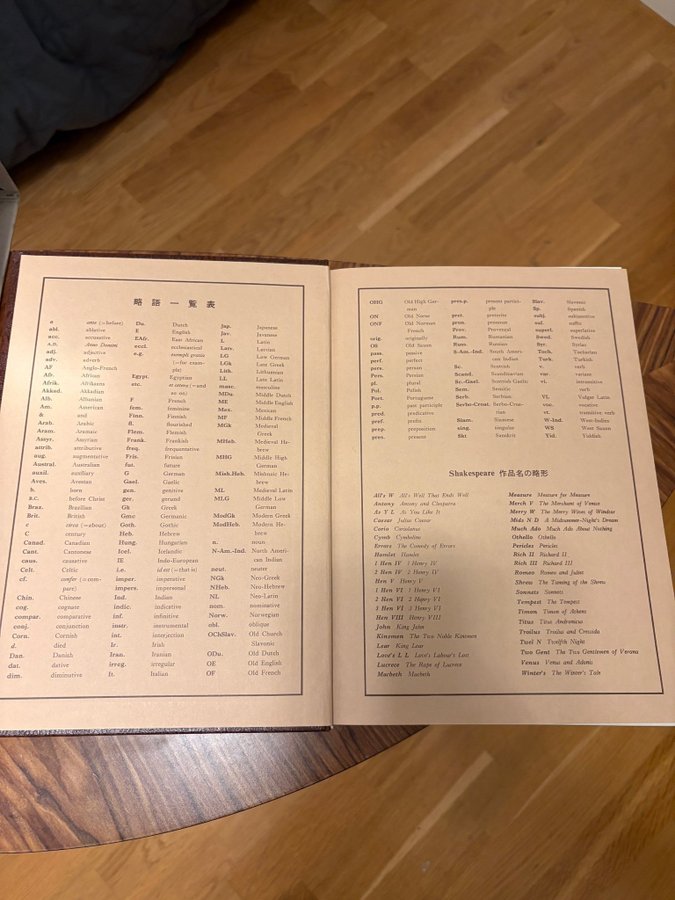 略語一覧表
a ante (=before)
abl. ablative
acc. accusative
a.d. Anno Domini
adj. adjective
adv. adverb
AF Anglo-French
Afr. African
Afrik. Afrikaans
Akkad. Akkadian
Alb. Albanian
Am. American
& and
Arab. Arabic
Aram. Aramaic
Assyr. Assyrian
attrib. attributive
aug. augmentative
Austral. Australian
auxil. auxiliary
Aves. Avestan
b. born
b.c. before Christ
Braz. Brazilian
Brit. British
c circa (=about)
C century
Canad. Canadian
Cant. Cantonese
caus. causative
Celt. Celtic
cf. confer (=com-
pare)
Chin. Chinese
cog. cognate
compar. comparative
conj. conjunction
Corn. Cornish
d. died
Dan. Danish
dat. dative
dim. diminutive
Du. Dutch
E English
EAfr. East African
eccl. ecclesiastical
e.g. exempli gratia
(=for exam-
ple)
Egypt. Egyptian
etc. et cetera (=and
so on)
F French
fem. feminine
Finn. Finnish
fl. flourished
Flem. Flemish
Frank. Frankish
freq. frequentative
Fris. Frisian
fut. future
G German
Gael. Gaelic
gen. genitive
ger. gerund
Gk Greek
Gmc Germanic
Goth. Gothic
Heb. Hebrew
Hung. Hungarian
Icel. Icelandic
IE Indo-European
i.e. id est (=that is)
imper. imperative
impers. impersonal
Ind. Indian
indic. indicative
inf. infinitive
instr. instrumental
int. interjection
Ir. Irish
Iran. Iranian
irreg. irregular
It. Italian
Jap. Japanese
Jav. Javanese
L Latin
Latv. Latvian
LG Low German
LGk Late Greek
Lith. Lithuanian
LL Late Latin
masc. masculine
MDu. Middle Dutch
ME Middle English
Mex. Mexican
MF Middle French
MGk Medieval
Greek
MHeb. Medieval He-
brew
MHG Middle High
German
Mish.Heb. Mishnaic He-
brew
ML Medieval Latin
MLG Middle Low
German
ModGk Modern Greek
ModHeb. Modern He-
brew
n. noun
N-Am.-Ind. North Ameri-
can Indian
neut. neuter
NGk Neo-Greek
NHeb. Neo-Hebrew
NL Neo-Latin
nom. nominative
Norw. Norwegian
obl. oblique
OChSlav. Old Church
Slavonic
ODu. Old Dutch
OE Old English
OF Old French
OHG Old High Ger-
man
ON Old Norse
ONF Old Norman
French
orig. originally
OS Old Saxon
pass. passive
perf. perfect
pers. person
Pers. Persian
pl. plural
Pol. Polish
Port. Portuguese
p.p. past participle
pred. predicative
pref. prefix
prep. preposition
pres. present
pres.p. present partici-
ple
pret. preterite
pron. pronoun
Prov. Provençal
Rum. Rumanian
Russ. Russian
S-Am.-Ind. South Ameri-
can Indian
Sc. Scottish
Scand. Scandinavian
Sc.-Gael. Scottish Gaelic
Sem. Semitic
Serb. Serbian
Serbo-Croat. Serbo-Croa-
tian
Siam. Siamese
sing. singular
Skt Sanskrit
Slav. Slavonic
Sp. Spanish
subj. subjunctive
suf. suffix
superl. superlative
Swed. Swedish
Syr. Syriac
Toch. Tocharian
Turk. Turkish
v. verb
var. variant
vi. intransitive
verb
VL Vulgar Latin
voc. vocative
vt. transitive verb
W-Ind. West-Indies
WS West Saxon
Yid. Yiddish
Shakespeare 作品名の略形
All's W All's Well That Ends Well
Antony Antony and Cleopatra
As Y L As You Like It
Caesar Julius Caesar
Corio Coriolanus
Cymb Cymbeline
Errors The Comedy of Errors
Hamlet Hamlet
1 Hen IV 1 Henry IV
2 Hen IV 2 Henry IV
Hen V Henry V
1 Hen VI 1 Henry VI
2 Hen VI 2 Henry VI
3 Hen VI 3 Henry VI
Hen VIII Henry VIII
John King John
Kinsmen The Two Noble Kinsmen
Lear King Lear
Love's L L Love's Labour's Lost
Lucrece The Rape of Lucrece
Macbeth Macbeth
Measure Measure for Measure
Merch V The Merchant of Venice
Merry W The Merry Wives of Windsor
Mids N D A Midsummer-Night's Dream
Much Ado Much Ado About Nothing
Othello Othello
Pericles Pericles
Rich II Richard II
Rich III Richard III
Romeo Romeo and Juliet
Shrew The Taming of the Shrew
Sonnets Sonnets
Tempest The Tempest
Timon Timon of Athens
Titus Titus Andronicus
Troilus Troilus and Cressida
Twel N Twelfth Night
Two Gent The Two Gentlemen of Verona
Venus Venus and Adonis
Winter's The Winter's Tale